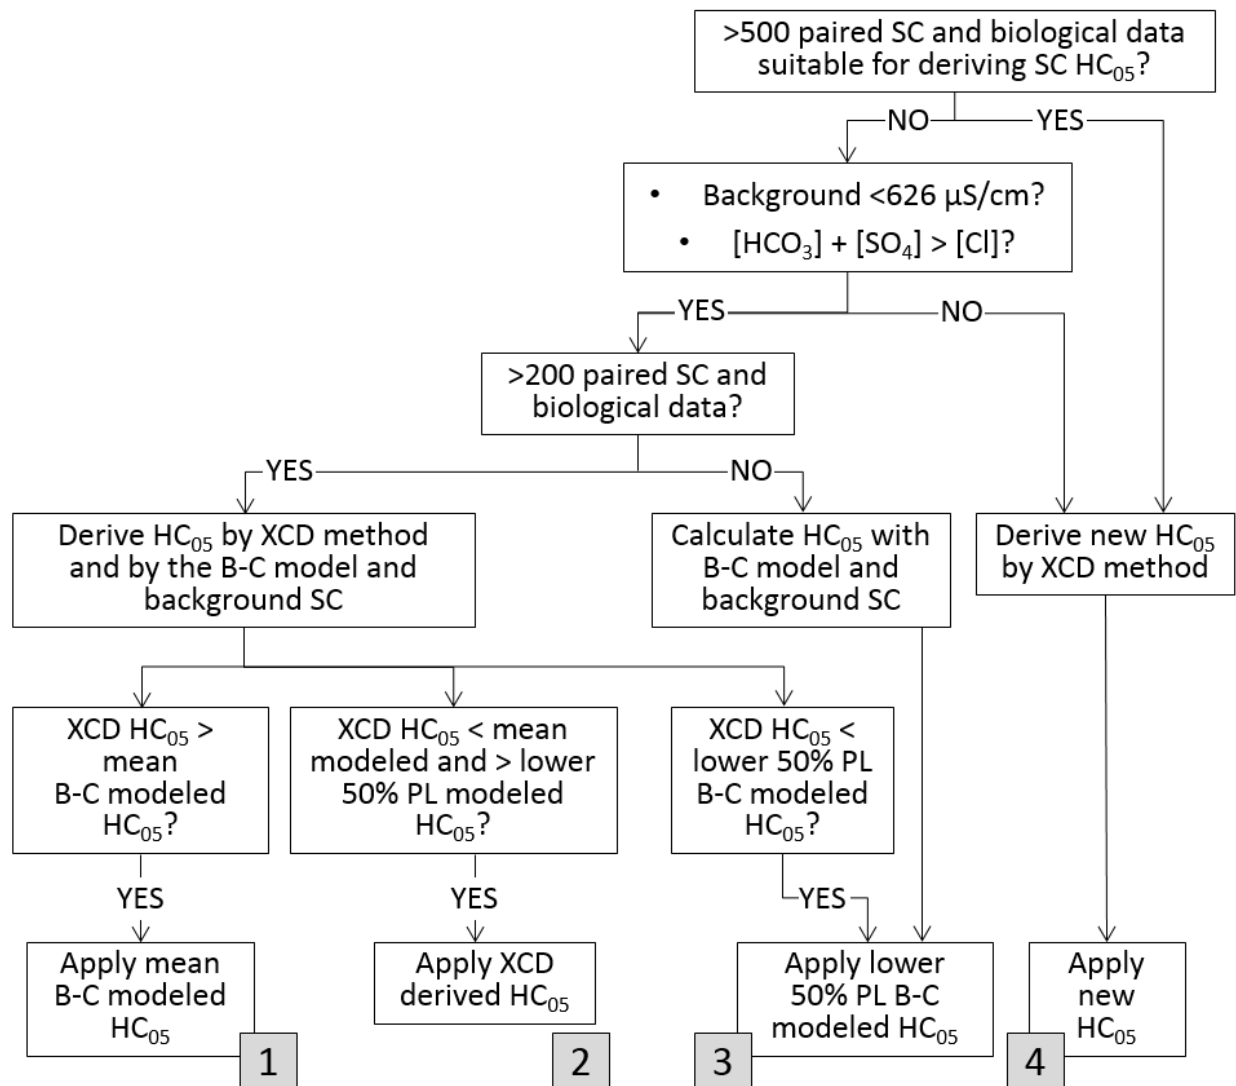 >500 paired SC and biological data
suitable for deriving SC HC₀₅?
NO
YES
• Background <626 µS/cm?
• [HCO₃] + [SO₄] > [Cl]?
YES
NO
>200 paired SC and
biological data?
YES
NO
Derive HC₀₅ by XCD method
and by the B-C model and
background SC
Calculate HC₀₅ with
B-C model and
background SC
Derive new HC₀₅
by XCD method
XCD HC₀₅ >
mean
B-C modeled
HC₀₅?
XCD HC₀₅ < mean
modeled and > lower
50% PL modeled
HC₀₅?
XCD HC₀₅ <
lower 50% PL
B-C modeled
HC₀₅?
YES
YES
YES
Apply mean
B-C modeled
HC₀₅
1
Apply XCD
derived HC₀₅
2
Apply lower
50% PL B-C
modeled HC₀₅
3
Apply
new
HC₀₅
4